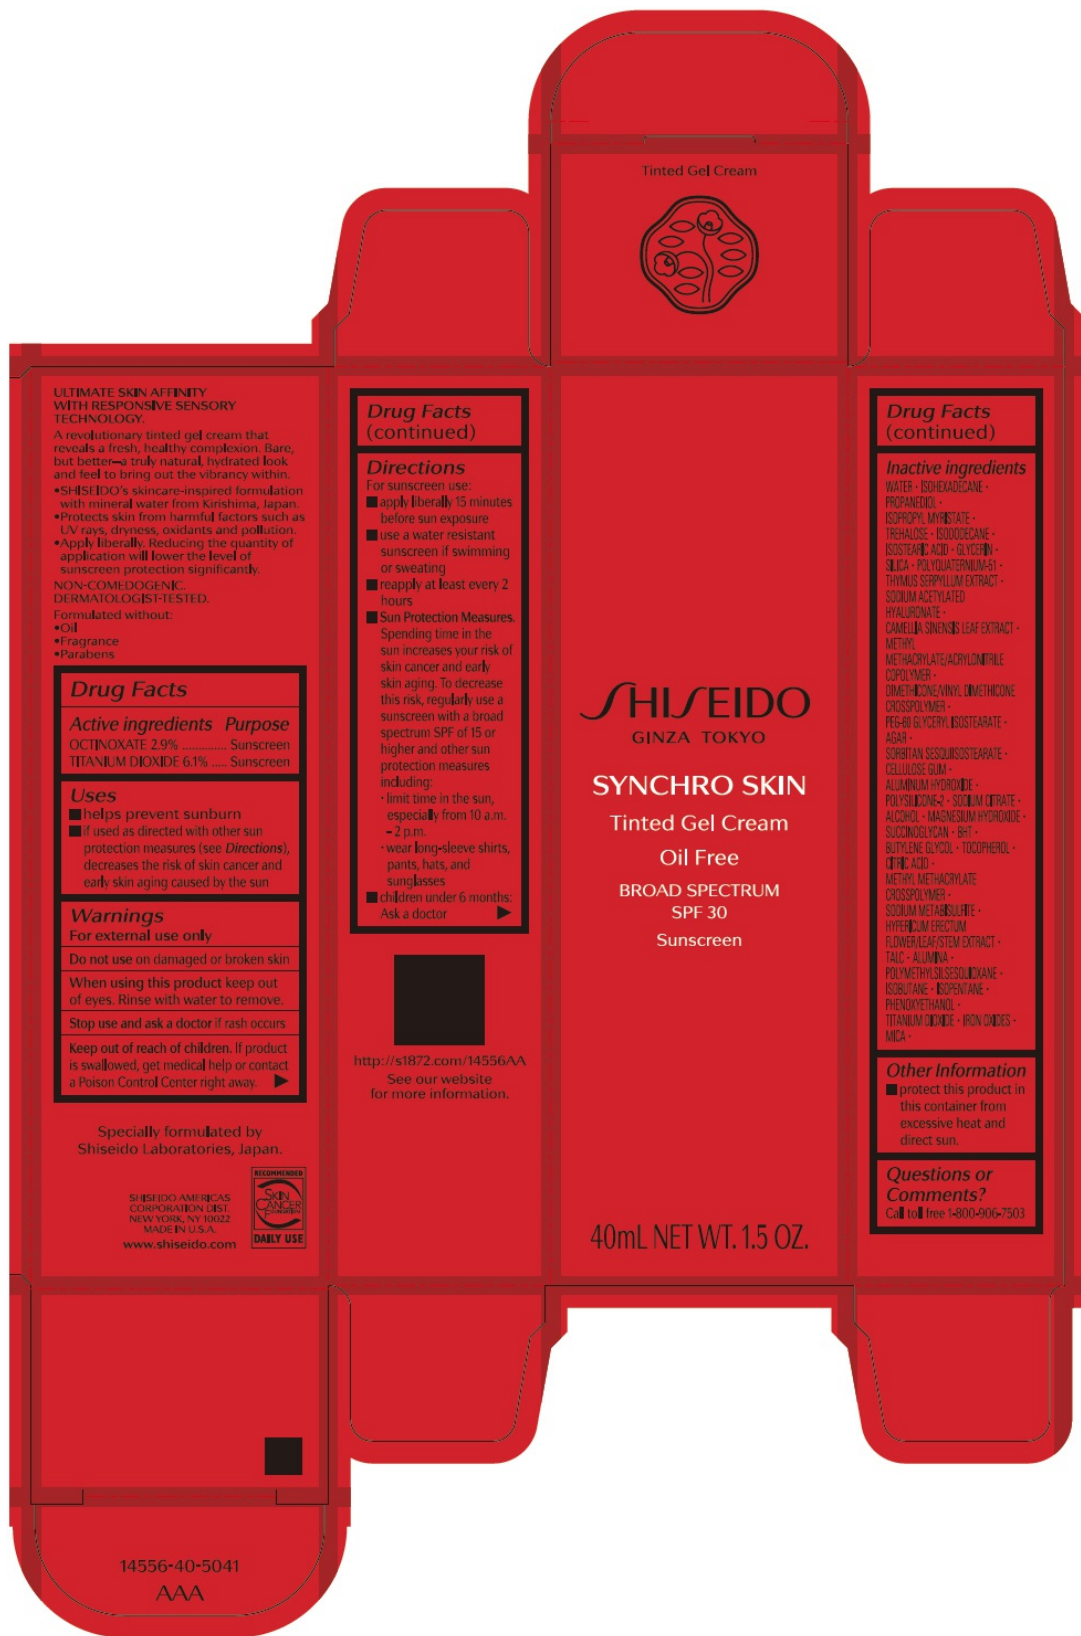 Tinted Gel Cream
ULTIMATE SKIN AFFINITY
WITH RESPONSIVE SENSORY
TECHNOLOGY.
A revolutionary tinted gel cream that
reveals a fresh, healthy complexion. Bare,
but better—a truly natural, hydrated look
and feel to bring out the vibrancy within.
•SHISEIDO's skincare-inspired formulation
with mineral water from Kirishima, Japan.
•Protects skin from harmful factors such as
UV rays, dryness, oxidants and pollution.
•Apply liberally. Reducing the quantity of
application will lower the level of
sunscreen protection significantly.
NON-COMEDOGENIC.
DERMATOLOGIST-TESTED.
Formulated without:
•Oil
•Fragrance
•Parabens
Drug Facts
Active ingredients Purpose
OCTINOXATE 2.9% .............. Sunscreen
TITANIUM DIOXIDE 6.1% ..... Sunscreen
Uses
■ helps prevent sunburn
■ if used as directed with other sun
protection measures (see Directions),
decreases the risk of skin cancer and
early skin aging caused by the sun
Warnings
For external use only
Do not use on damaged or broken skin
When using this product keep out
of eyes. Rinse with water to remove.
Stop use and ask a doctor if rash occurs
Keep out of reach of children. If product
is swallowed, get medical help or contact
a Poison Control Center right away. ▶
Specially formulated by
Shiseido Laboratories, Japan.
SHISEIDO AMERICAS
CORPORATION DIST.
NEW YORK, NY 10022
MADE IN U.S.A.
www.shiseido.com
RECOMMENDED
SKIN
CANCER
FOUNDATION
DAILY USE
14556-40-5041
AAA
Drug Facts
(continued)
Directions
For sunscreen use:
■ apply liberally 15 minutes
before sun exposure
■ use a water resistant
sunscreen if swimming
or sweating
■ reapply at least every 2
hours
■ Sun Protection Measures.
Spending time in the
sun increases your risk of
skin cancer and early
skin aging. To decrease
this risk, regularly use a
sunscreen with a broad
spectrum SPF of 15 or
higher and other sun
protection measures
including:
· limit time in the sun,
especially from 10 a.m.
– 2 p.m.
· wear long-sleeve shirts,
pants, hats, and
sunglasses
■ children under 6 months:
Ask a doctor ▶
http://s1872.com/14556AA
See our website
for more information.
SHISEIDO
GINZA TOKYO
SYNCHRO SKIN
Tinted Gel Cream
Oil Free
BROAD SPECTRUM
SPF 30
Sunscreen
40mL NET WT. 1.5 OZ.
Drug Facts
(continued)
Inactive ingredients
WATER · ISOHEXADECANE ·
PROPANEDIOL ·
ISOPROPYL MYRISTATE ·
TREHALOSE · ISODODECANE ·
ISOSTEARIC ACID · GLYCERIN ·
SILICA · POLYQUATERNIUM-51 ·
THYMUS SERPYLLUM EXTRACT ·
SODIUM ACETYLATED
HYALURONATE ·
CAMELLIA SINENSIS LEAF EXTRACT ·
METHYL
METHACRYLATE/ACRYLONITRILE
COPOLYMER ·
DIMETHICONE/VINYL DIMETHICONE
CROSSPOLYMER ·
PEG-60 GLYCERYL ISOSTEARATE ·
AGAR ·
SORBITAN SESQUIISOSTEARATE ·
CELLULOSE GUM ·
ALUMINUM HYDROXIDE ·
POLYSILICONE-2 · SODIUM CITRATE ·
ALCOHOL · MAGNESIUM HYDROXIDE ·
SUCCINOGLYCAN · BHT ·
BUTYLENE GLYCOL · TOCOPHEROL ·
CITRIC ACID ·
METHYL METHACRYLATE
CROSSPOLYMER ·
SODIUM METABISULFITE ·
HYPERICUM ERECTUM
FLOWER/LEAF/STEM EXTRACT ·
TALC · ALUMINA ·
POLYMETHYLSILSESQUIOXANE ·
ISOBUTANE · ISOPENTANE ·
PHENOXYETHANOL ·
TITANIUM DIOXIDE · IRON OXIDES ·
MICA ·
Other Information
■ protect this product in
this container from
excessive heat and
direct sun.
Questions or
Comments?
Call toll free 1-800-906-7503